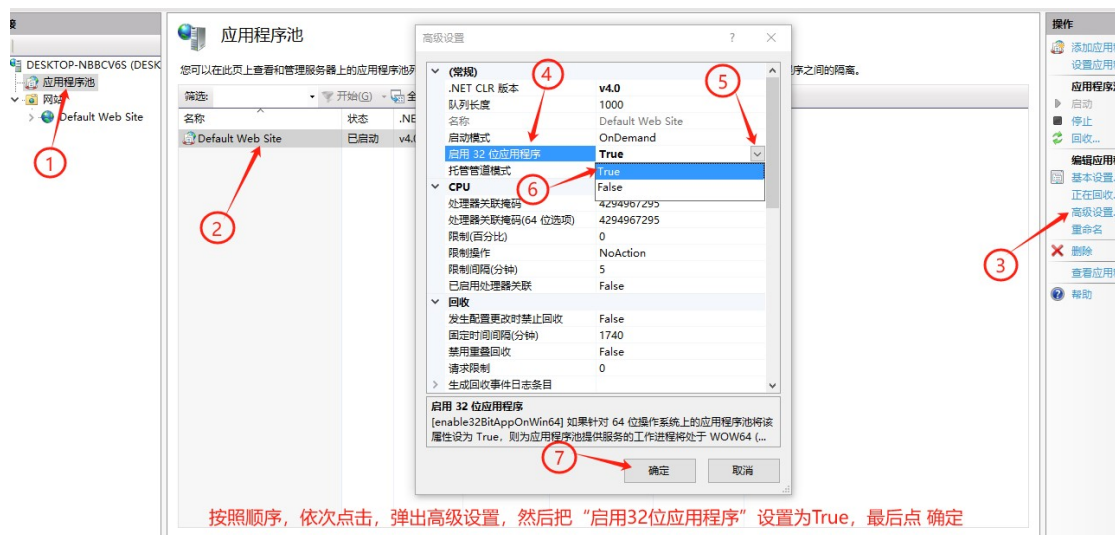 接
DESKTOP-NBBCV6S (DESK
应用程序池
网站
Default Web Site
1
应用程序池
您可以在此页上查看和管理服务器上的应用程序池列
序之间的隔离。
筛选:
开始(G)
全
名称
状态
.NE
Default Web Site
已启动
v4.0
2
高级设置
?
(常规)
4
.NET CLR 版本
v4.0
5
队列长度
1000
名称
Default Web Site
启动模式
OnDemand
启用 32 位应用程序
True
托管管道模式
True
False
6
CPU
处理器关联掩码
4294967295
处理器关联掩码(64 位选项)
4294967295
限制(百分比)
0
限制操作
NoAction
限制间隔(分钟)
5
已启用处理器关联
False
回收
发生配置更改时禁止回收
False
固定时间间隔(分钟)
1740
禁用重叠回收
False
请求限制
0
生成回收事件日志条目
启用 32 位应用程序
[enable32BitAppOnWin64] 如果针对 64 位操作系统上的应用程序池将该
属性设为 True，则为应用程序池提供服务的工作进程将处于 WOW64 (...
7
确定
取消
操作
添加应用
设置应用
应用程序
启动
停止
回收...
编辑应用
基本设置
正在回收
高级设置
重命名
3
删除
查看应用
帮助
按照顺序，依次点击，弹出高级设置，然后把“启用32位应用程序”设置为True，最后点 确定